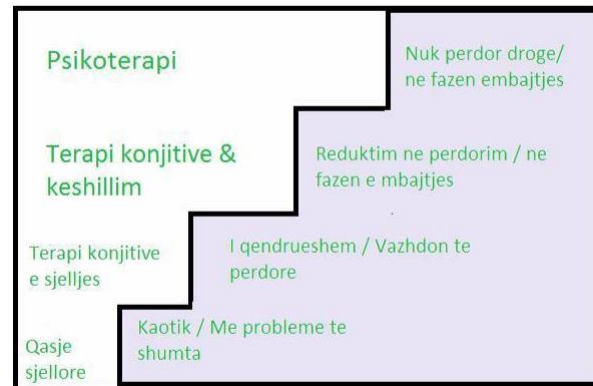 Psikoterapi
Nuk perdor droge/
ne fazen embajtjes
Terapi konjitive &
keshillim
Reduktim ne perdorim / ne
fazen e mbajtjes
Terapi konjitive
e sjelljes
I qendrueshem / Vazhdon te
perdore
Qasje
sjellore
Kaotik / Me probleme te
shumta